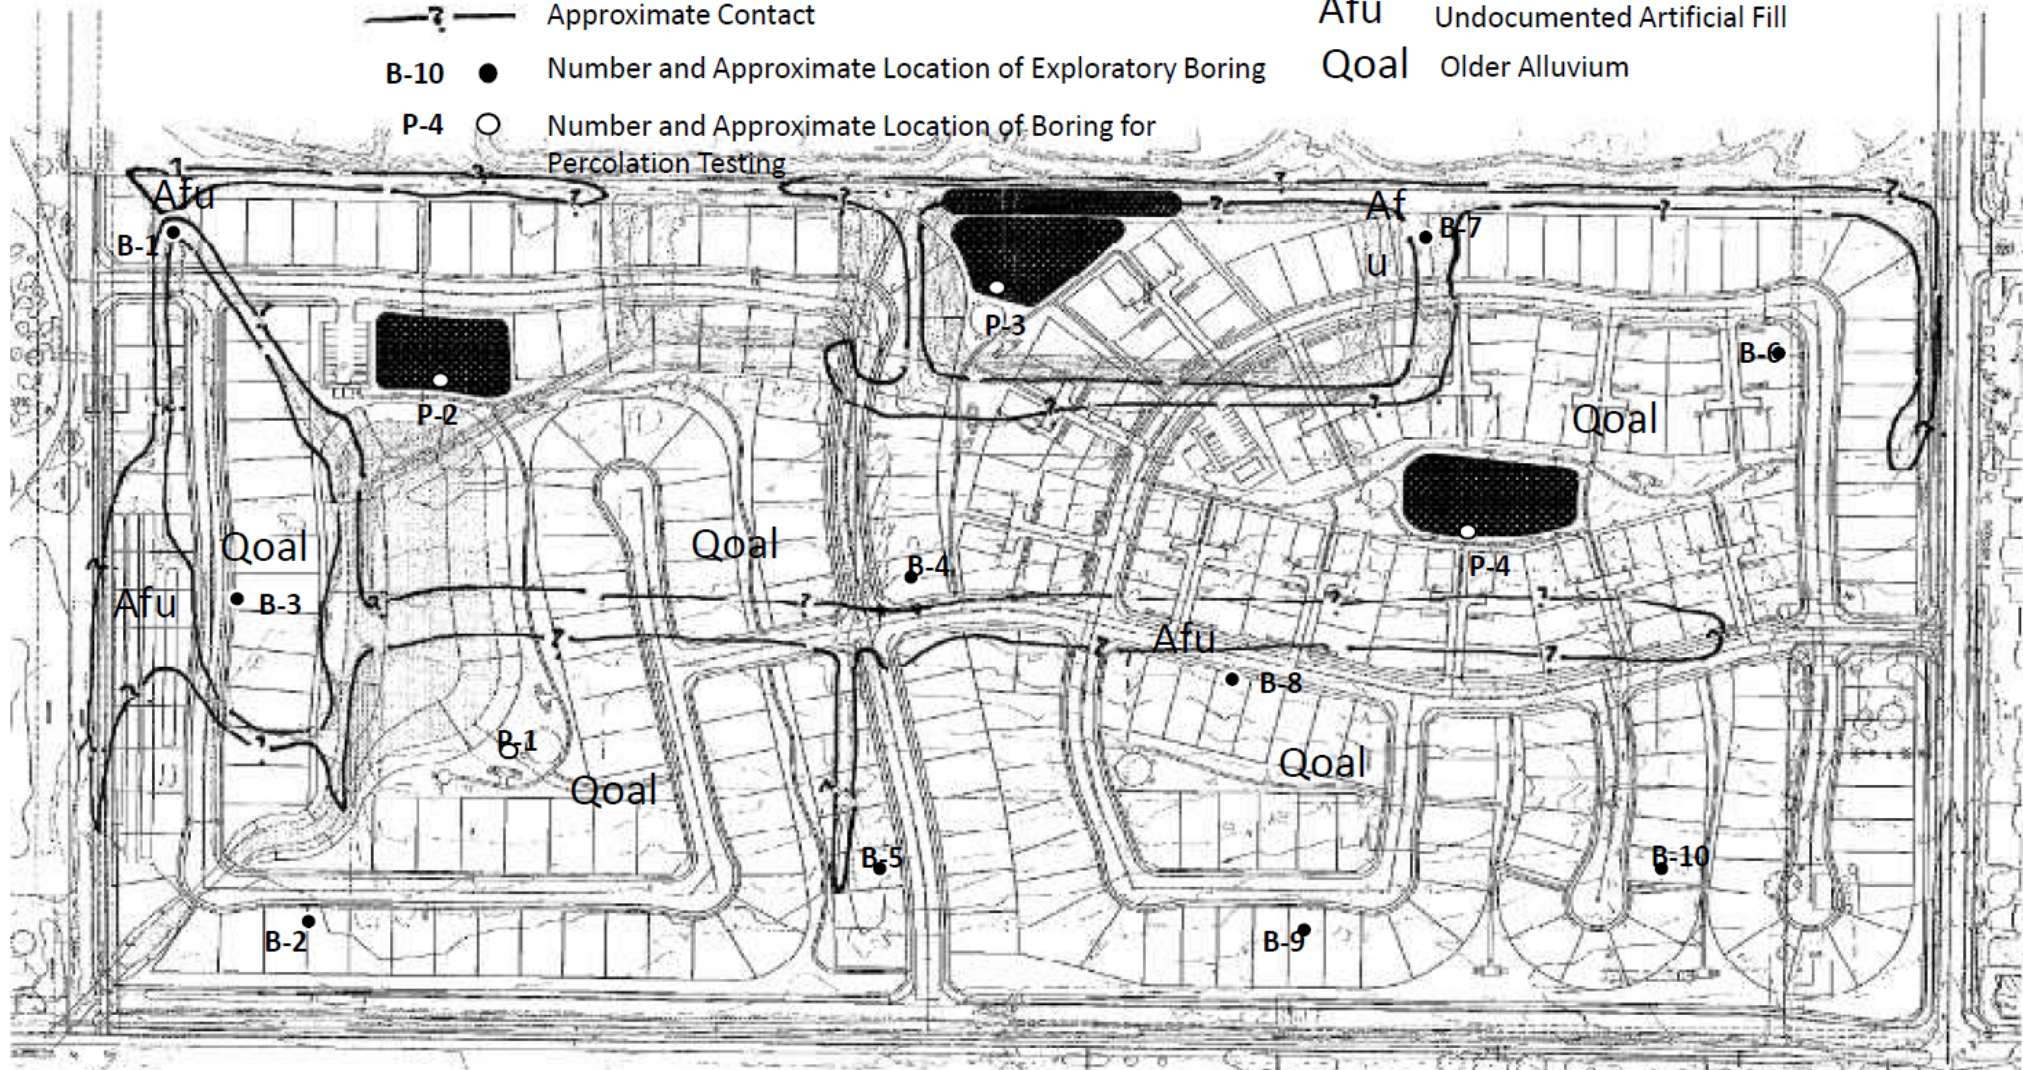 Approximate Contact
Afu Undocumented Artificial Fill
B-10 Number and Approximate Location of Exploratory Boring
Qoal Older Alluvium
P-4 Number and Approximate Location of Boring for
Percolation Testing
?
?
?
?
Afu
?
?
?
Af
?
B-7
B-1
u
?
P-3
B-6
P-2
?
?
Qoal
Qoal
Qoal
B-4
P-4
?
Afu
B-3
?
?
?
?
?
?
Afu
?
?
?
B-8
?
P-1
?
Qoal
Qoal
?
B-5
B-10
B-2
B-9